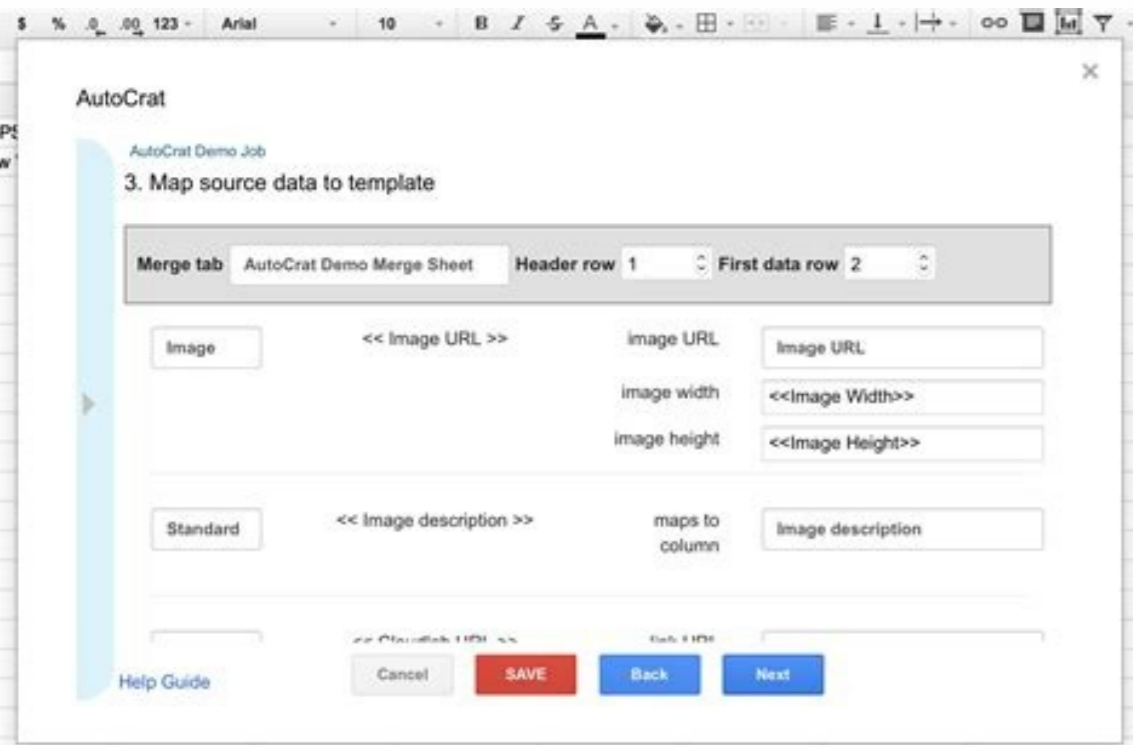 $ % .0 .00 123 Arial 10 B I S A
AutoCrat
AutoCrat Demo Job
3. Map source data to template
Merge tab AutoCrat Demo Merge Sheet Header row 1 First data row 2
Image << Image URL >> image URL Image URL
image width <<Image Width>>
image height <<Image Height>>
Standard << Image description >> maps to Image description
column
URL >> link URL
Help Guide Cancel SAVE Back Next